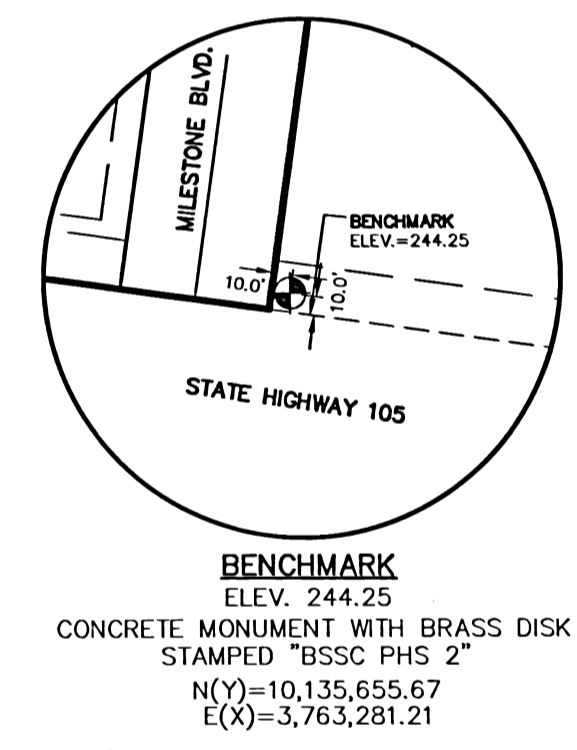 MILESTONE BLVD.
BENCHMARK
ELEV.=244.25
10.0'
10.0'
STATE HIGHWAY 105
BENCHMARK
ELEV. 244.25
CONCRETE MONUMENT WITH BRASS DISK
STAMPED "BSSC PHS 2"
N(Y)=10,135,655.67
E(X)=3,763,281.21